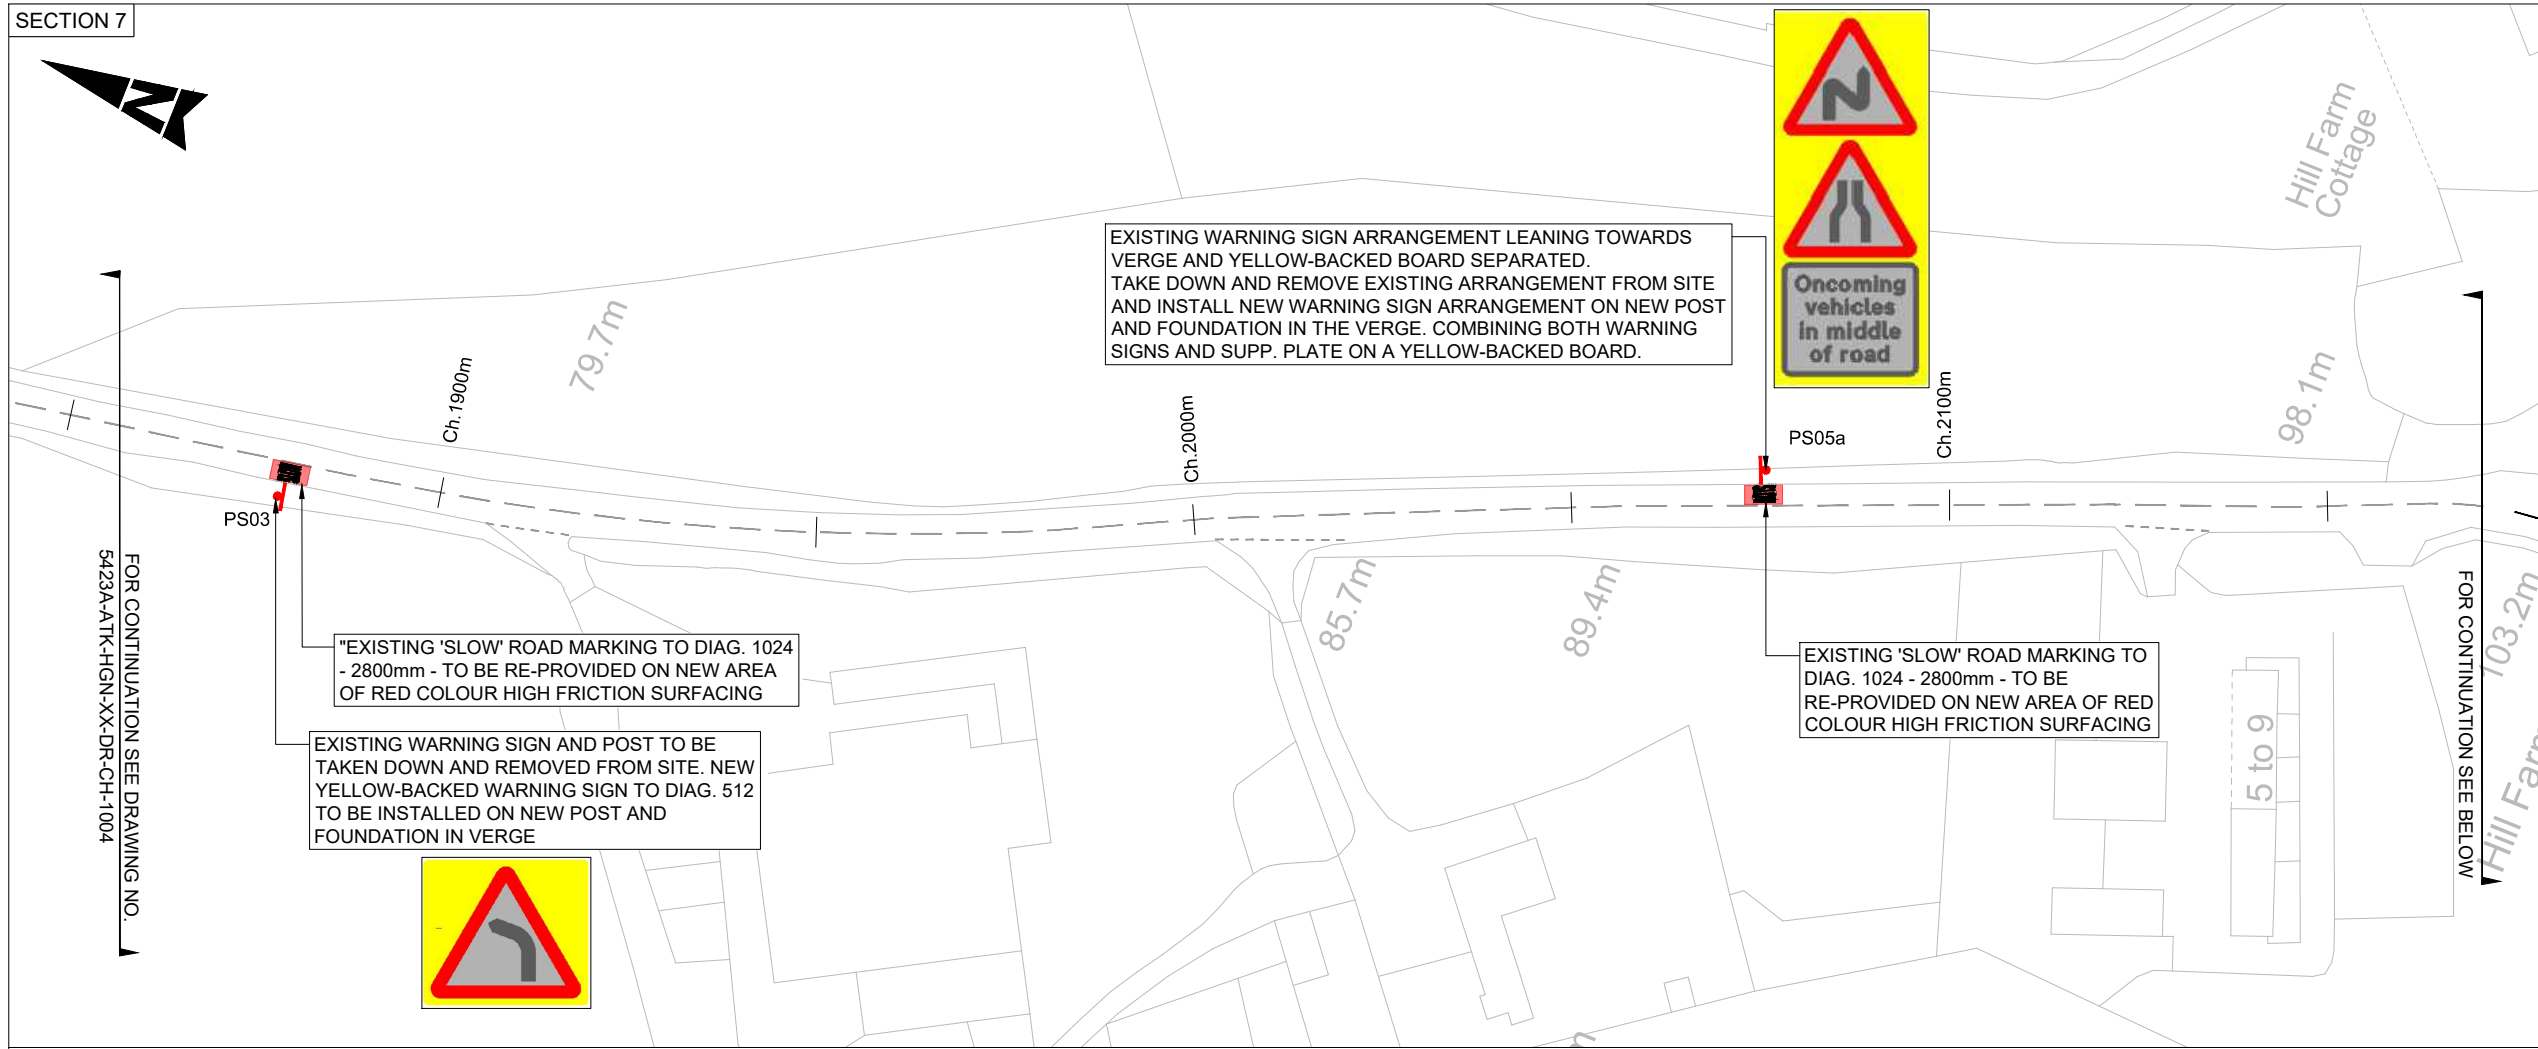 SECTION 7
N
Hill Farm
Cottage
EXISTING WARNING SIGN ARRANGEMENT LEANING TOWARDS
VERGE AND YELLOW-BACKED BOARD SEPARATED.
TAKE DOWN AND REMOVE EXISTING ARRANGEMENT FROM SITE
AND INSTALL NEW WARNING SIGN ARRANGEMENT ON NEW POST
AND FOUNDATION IN THE VERGE. COMBINING BOTH WARNING
SIGNS AND SUPP. PLATE ON A YELLOW-BACKED BOARD.
Oncoming
vehicles
in middle
of road
79.7m
Ch.1900m
Ch.2000m
PS05a
Ch.2100m
98.1m
PS03
FOR CONTINUATION SEE DRAWING NO.
5423A-ATK-HGN-XX-DR-CH-1004
"EXISTING 'SLOW' ROAD MARKING TO DIAG. 1024
- 2800mm - TO BE RE-PROVIDED ON NEW AREA
OF RED COLOUR HIGH FRICTION SURFACING
EXISTING WARNING SIGN AND POST TO BE
TAKEN DOWN AND REMOVED FROM SITE. NEW
YELLOW-BACKED WARNING SIGN TO DIAG. 512
TO BE INSTALLED ON NEW POST AND
FOUNDATION IN VERGE
85.7m
89.4m
EXISTING 'SLOW' ROAD MARKING TO
DIAG. 1024 - 2800mm - TO BE
RE-PROVIDED ON NEW AREA OF RED
COLOUR HIGH FRICTION SURFACING
5 to 9
FOR CONTINUATION SEE BELOW
103.2m
Hill Farm
m